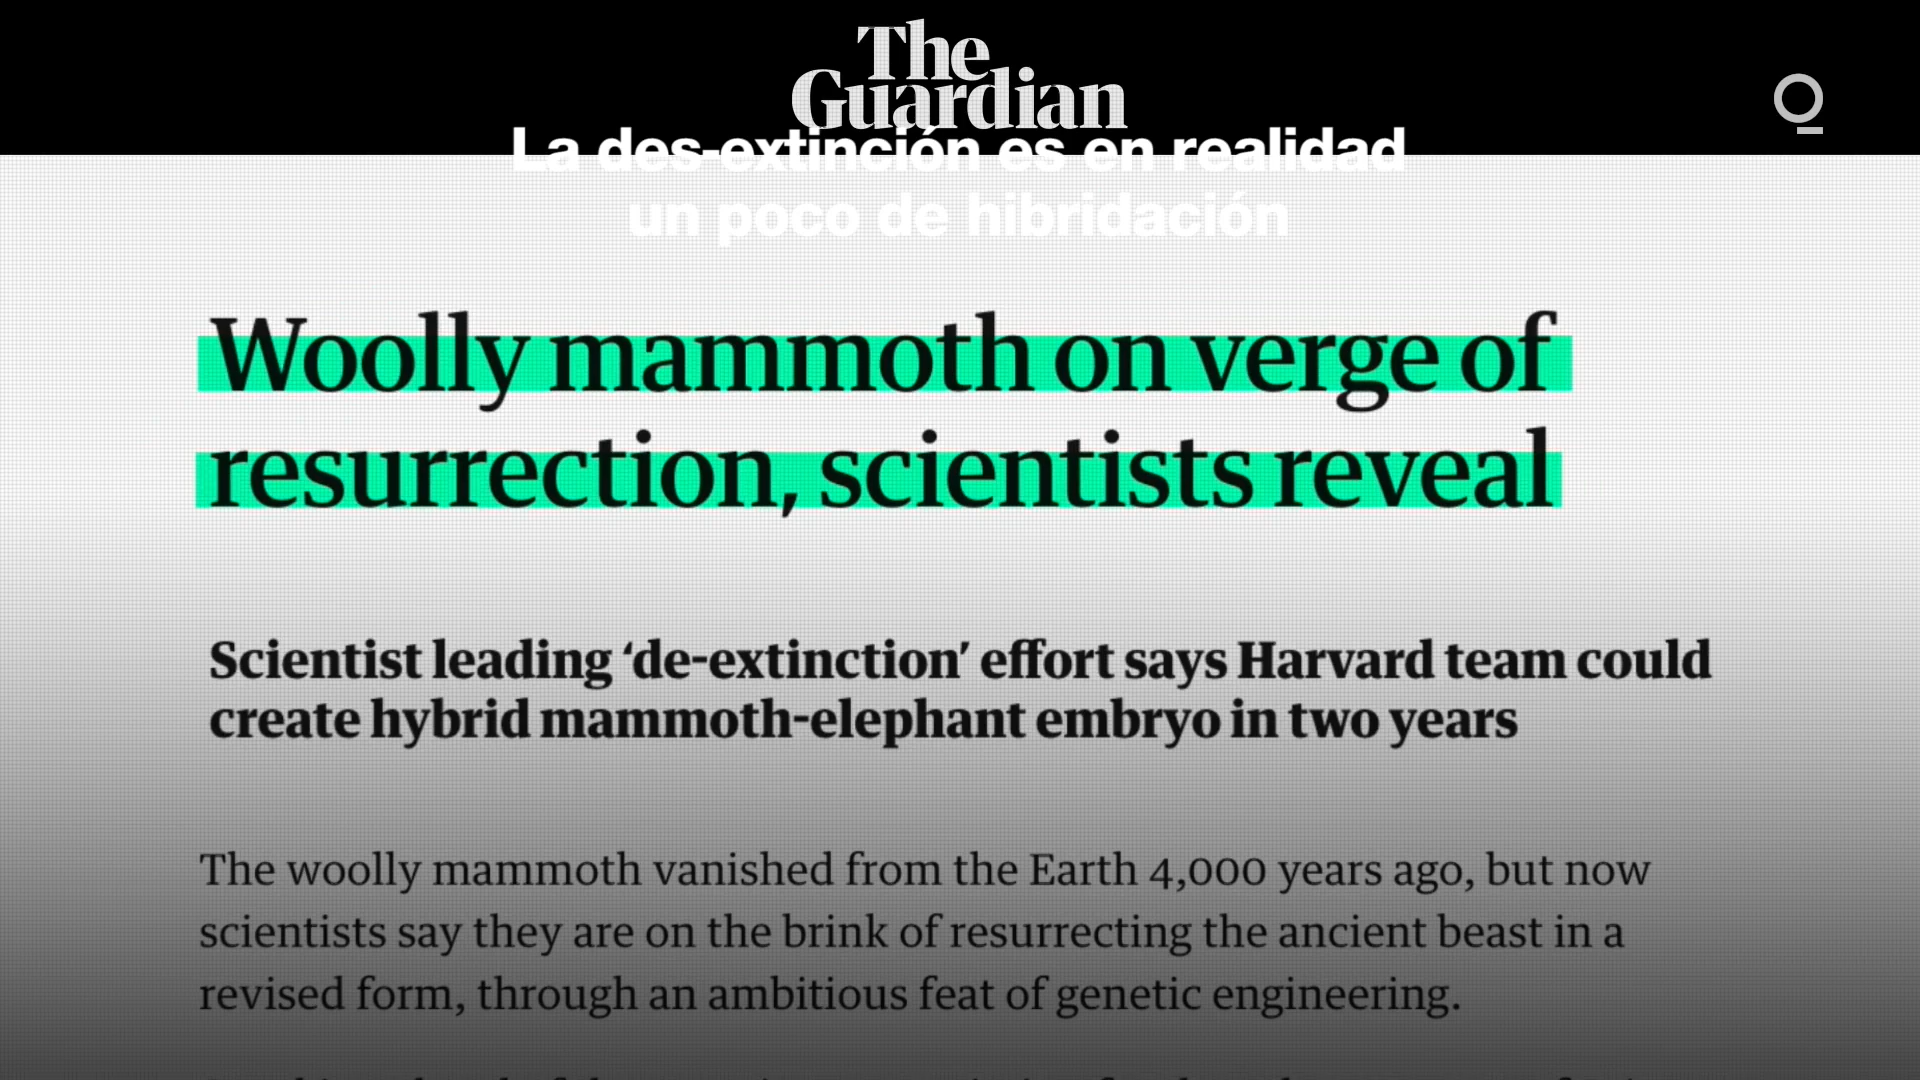 The
Guardian
La des-extinción es en realidad
un poco de hibridación
Woolly mammoth on verge of
resurrection, scientists reveal
Scientist leading ‘de-extinction’ effort says Harvard team could
create hybrid mammoth-elephant embryo in two years
The woolly mammoth vanished from the Earth 4,000 years ago, but now
scientists say they are on the brink of resurrecting the ancient beast in a
revised form, through an ambitious feat of genetic engineering.